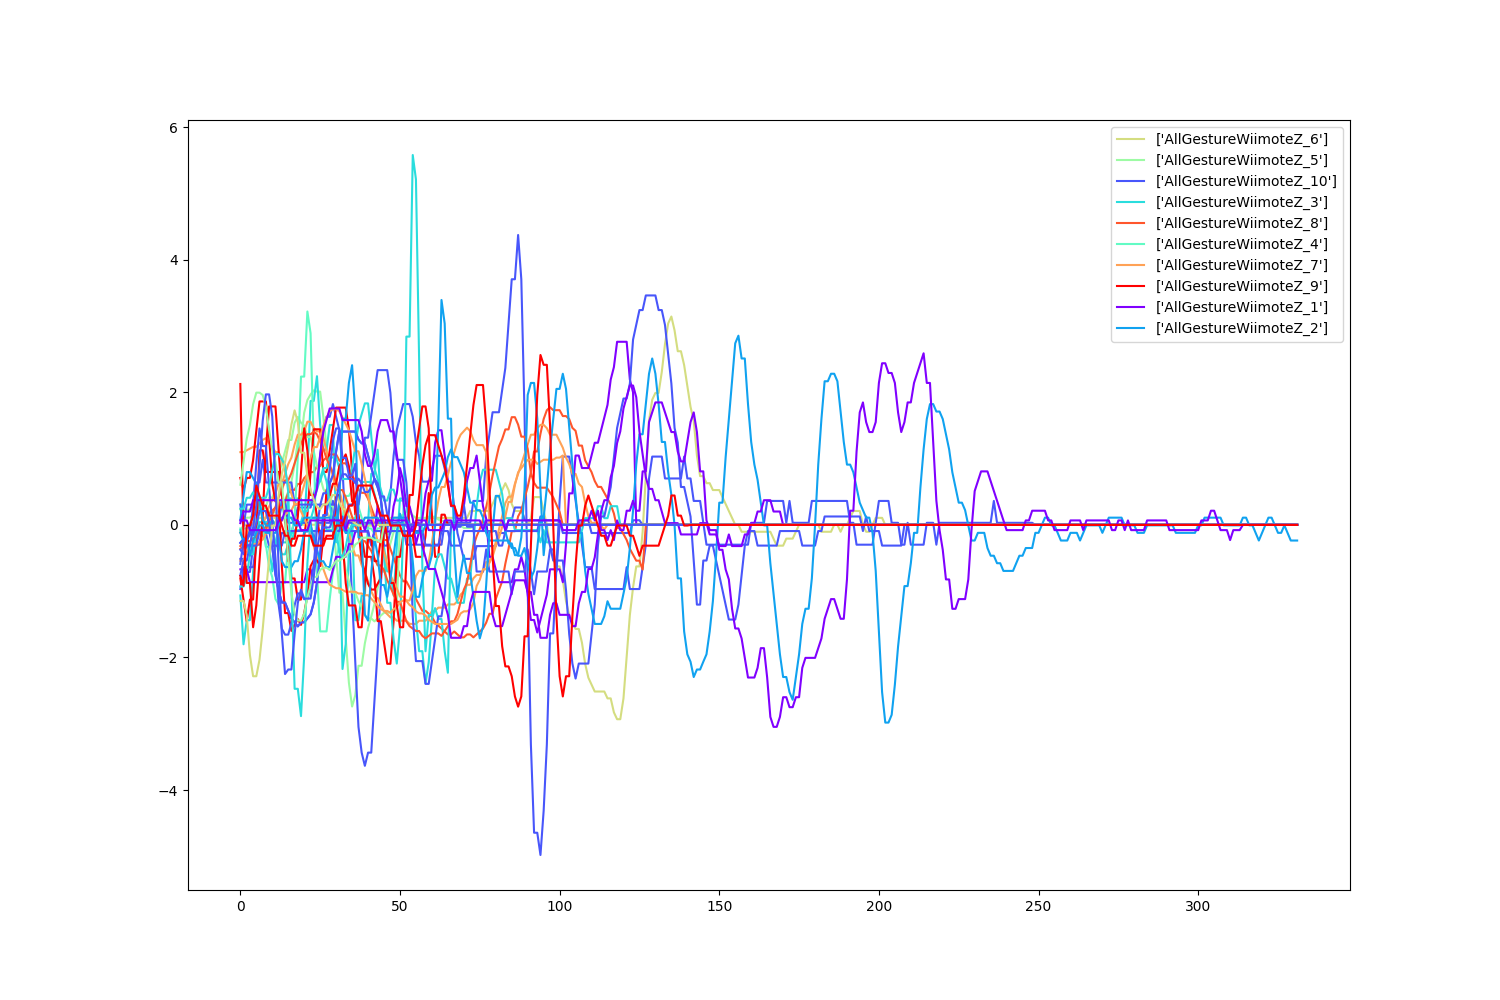 6
4
2
0
−2
−4
0
50
100
150
200
250
300
['AllGestureWiimoteZ_6']
['AllGestureWiimoteZ_5']
['AllGestureWiimoteZ_10']
['AllGestureWiimoteZ_3']
['AllGestureWiimoteZ_8']
['AllGestureWiimoteZ_4']
['AllGestureWiimoteZ_7']
['AllGestureWiimoteZ_9']
['AllGestureWiimoteZ_1']
['AllGestureWiimoteZ_2']